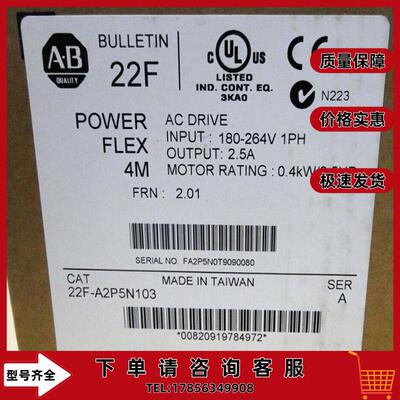 A-B
QUALITY
BULLETIN
22F
UL
C
US
LISTED
IND. CONT. EQ.
3KA0
N223
质量保障
价格实惠
极速发货
POWER
FLEX
4M
AC DRIVE
INPUT : 180-264V 1PH
OUTPUT: 2.5A
MOTOR RATING : 0.4kW/
FRN : 2.01
SERIAL NO. FA2P5N0T9090080
CAT
22F-A2P5N103
MADE IN TAIWAN
SER
A
*00820919784972*
型号齐全
下单请咨询客服
TEL:17856349908